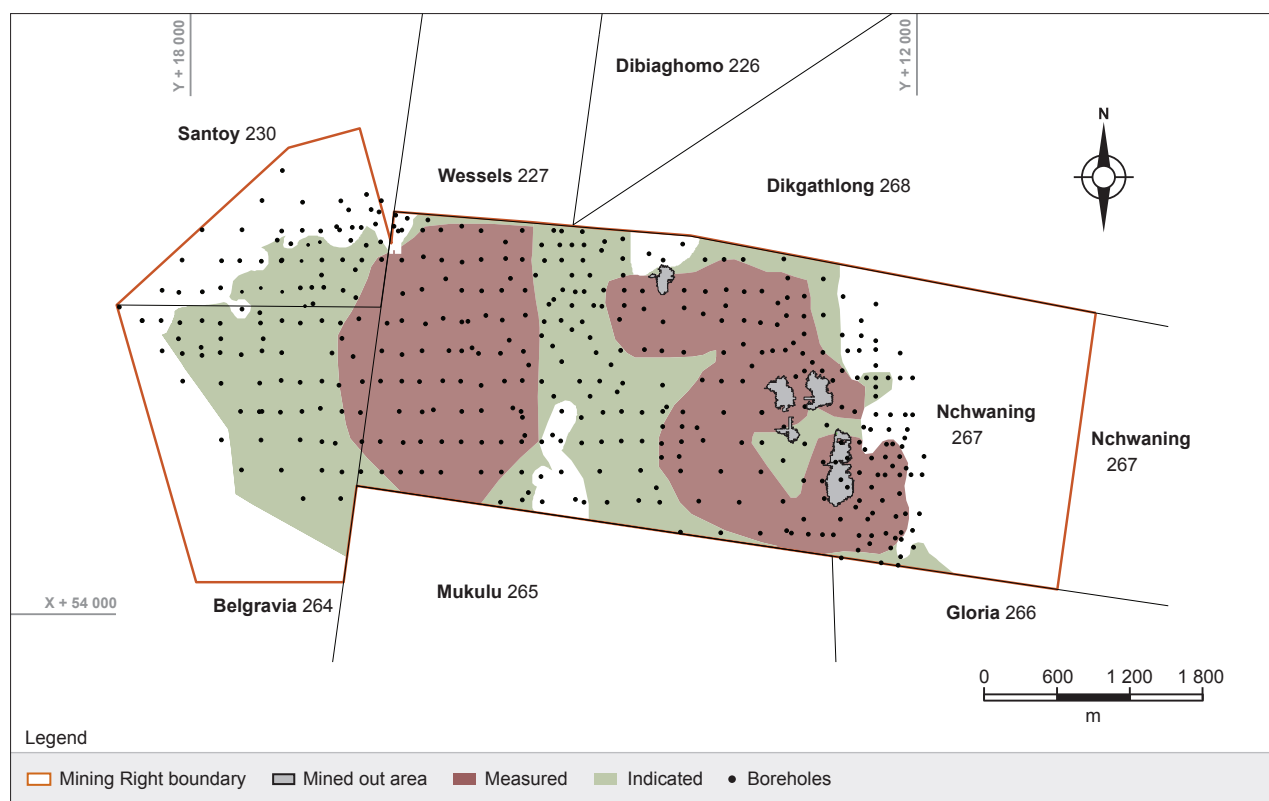 Y + 18 000
Y + 12 000
Dibiaghomo 226
Santoy 230
N
Wessels 227
Dikgathlong 268
Nchwaning
267
Nchwaning
267
X + 54 000
Belgravia 264
Mukulu 265
Gloria 266
0 600 1 200 1 800
m
Legend
Mining Right boundary Mined out area Measured Indicated Boreholes